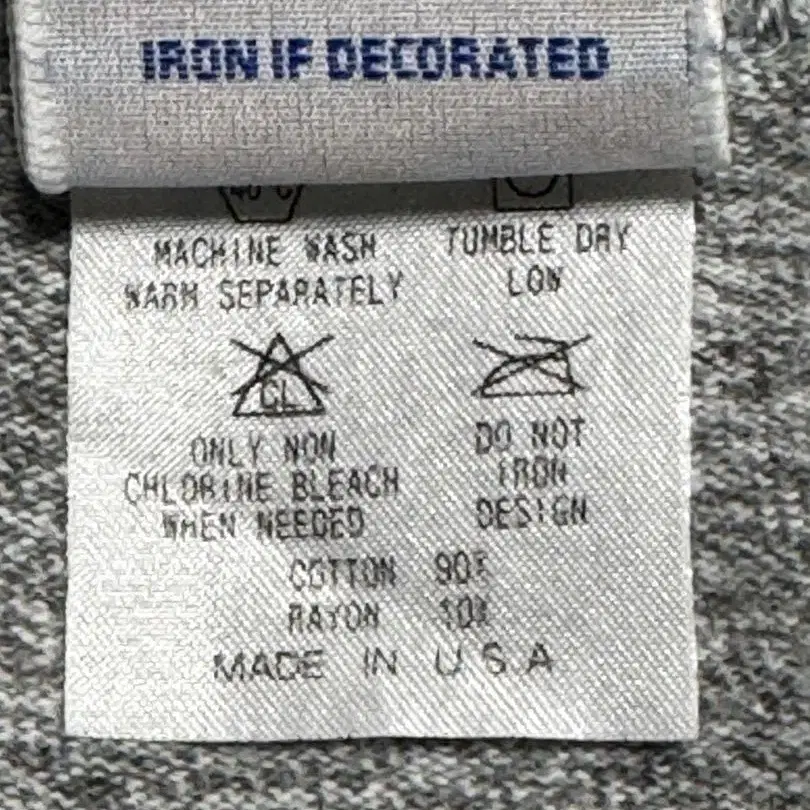 IRON IF DECORATED
40°C
MACHINE WASH
WARM SEPARATELY
TUMBLE DRY
LOW
CL
ONLY NON
CHLORINE BLEACH
WHEN NEEDED
DO NOT
IRON
DESIGN
COTTON 90%
RAYON 10%
MADE IN U S A